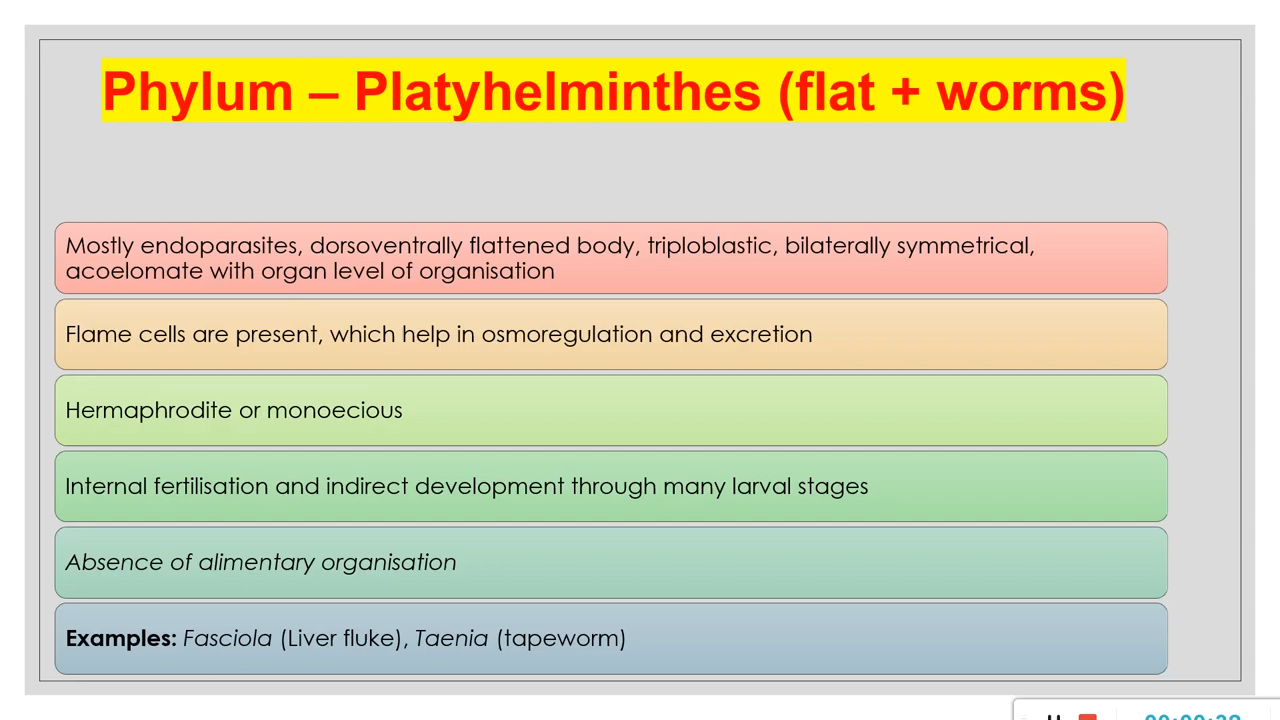 Phylum – Platyhelminthes (flat + worms)
Mostly endoparasites, dorsoventrally flattened body, triploblastic, bilaterally symmetrical,
acoelomate with organ level of organisation
Flame cells are present, which help in osmoregulation and excretion
Hermaphrodite or monoecious
Internal fertilisation and indirect development through many larval stages
Absence of alimentary organisation
Examples: Fasciola (Liver fluke), Taenia (tapeworm)